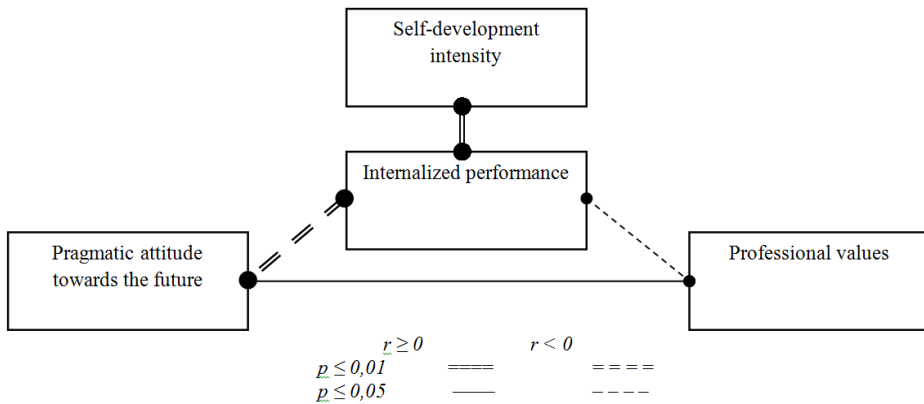 Self-development
intensity
Internalized performance
Pragmatic attitude
towards the future
Professional values
r ≥ 0 r < 0
p ≤ 0,01 ==== = = = =
p ≤ 0,05 —— – – – –